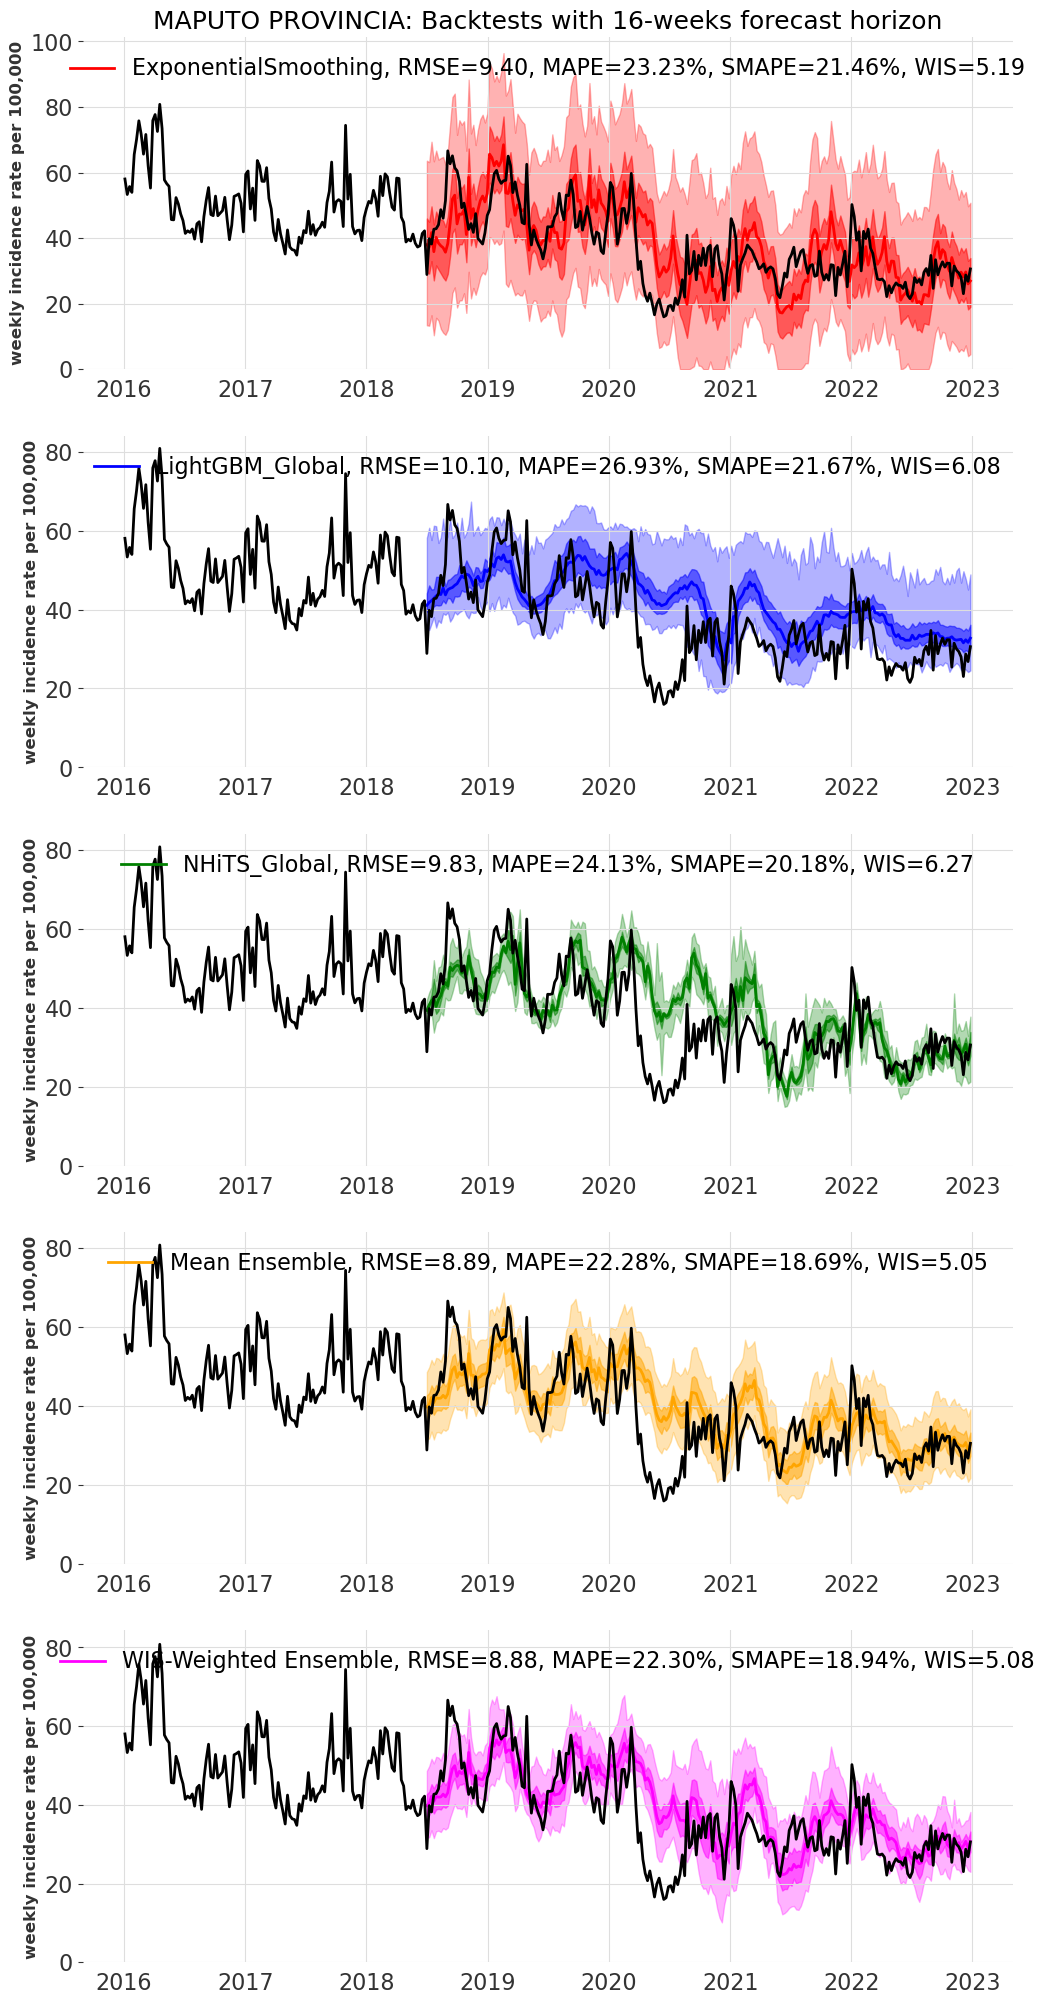 MAPUTO PROVINCIA: Backtests with 16-weeks forecast horizon
ExponentialSmoothing, RMSE=9.40, MAPE=23.23%, SMAPE=21.46%, WIS=5.19
weekly incidence rate per 100,000
100
80
60
40
20
0
2016 2017 2018 2019 2020 2021 2022 2023
LightGBM_Global, RMSE=10.10, MAPE=26.93%, SMAPE=21.67%, WIS=6.08
weekly incidence rate per 100,000
80
60
40
20
0
2016 2017 2018 2019 2020 2021 2022 2023
NHiTS_Global, RMSE=9.83, MAPE=24.13%, SMAPE=20.18%, WIS=6.27
weekly incidence rate per 100,000
80
60
40
20
0
2016 2017 2018 2019 2020 2021 2022 2023
Mean Ensemble, RMSE=8.89, MAPE=22.28%, SMAPE=18.69%, WIS=5.05
weekly incidence rate per 100,000
80
60
40
20
0
2016 2017 2018 2019 2020 2021 2022 2023
WIS-Weighted Ensemble, RMSE=8.88, MAPE=22.30%, SMAPE=18.94%, WIS=5.08
weekly incidence rate per 100,000
80
60
40
20
0
2016 2017 2018 2019 2020 2021 2022 2023